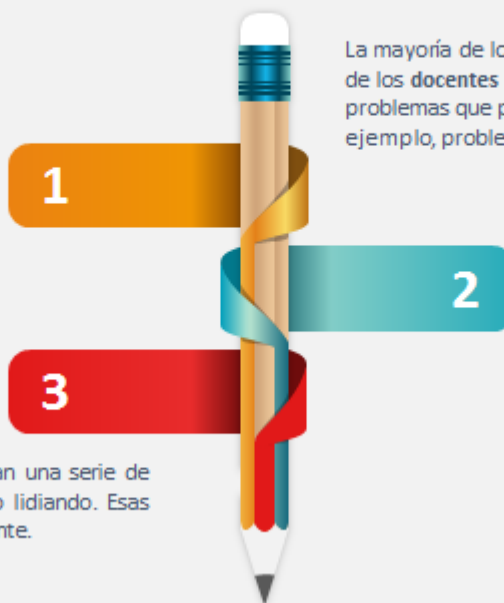 La mayoría de lo
de los docentes
problemas que p
ejemplo, proble
1
2
3
an una serie de
o lidiando. Esas
nte.